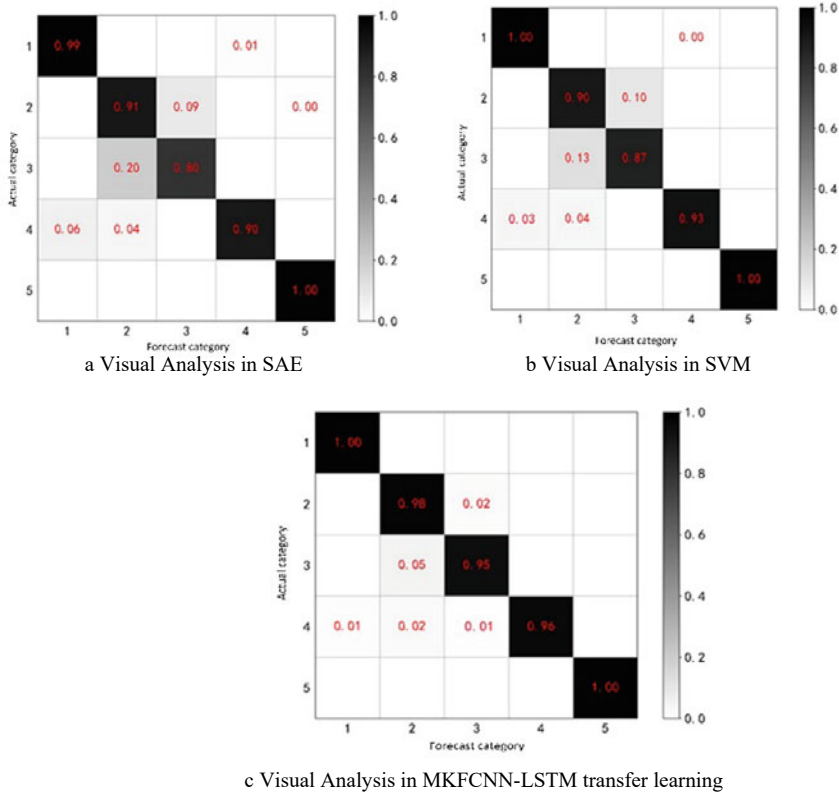 1.0
1 0.99 0.01
0.8
2 0.91 0.09 0.00
0.6
Actual category
3 0.20 0.80
0.4
4 0.06 0.04 0.90
0.2
5 1.00
0.0
1 2 3 4 5
Forecast category
a Visual Analysis in SAE
1.0
1 1.00 0.00
0.8
2 0.90 0.10
0.6
Actual category
3 0.13 0.87
0.4
4 0.03 0.04 0.93
0.2
5 1.00
0.0
1 2 3 4 5
Forecast category
b Visual Analysis in SVM
1.0
1 1.00
0.8
2 0.98 0.02
0.6
Actual category
3 0.05 0.95
0.4
4 0.01 0.02 0.01 0.96
0.2
5 1.00
0.0
1 2 3 4 5
Forecast category
c Visual Analysis in MKFCNN-LSTM transfer learning